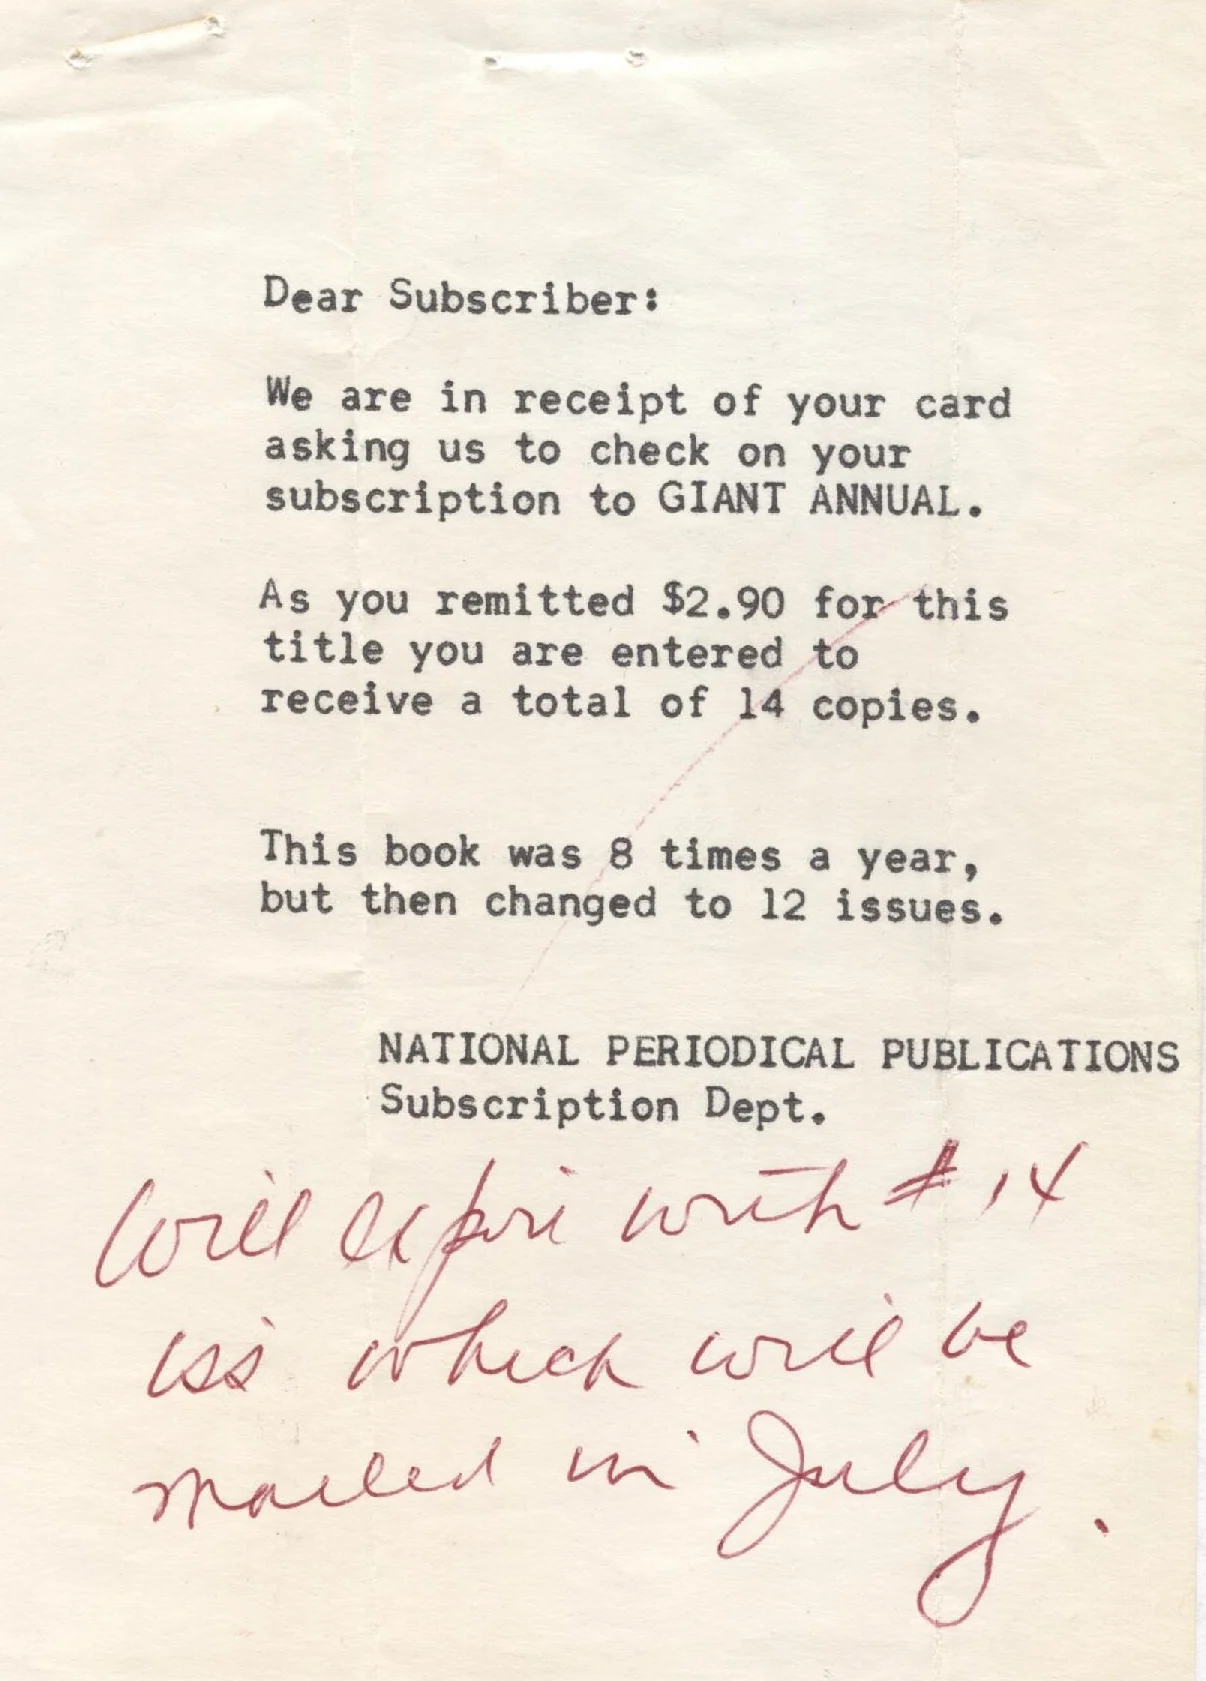 Dear Subscriber:
We are in receipt of your card
asking us to check on your
subscription to GIANT ANNUAL.
As you remitted $2.90 for this
title you are entered to
receive a total of 14 copies.
This book was 8 times a year,
but then changed to 12 issues.
NATIONAL PERIODICAL PUBLICATIONS
Subscription Dept.
Will expire with #14
iss which will be
mailed in July.